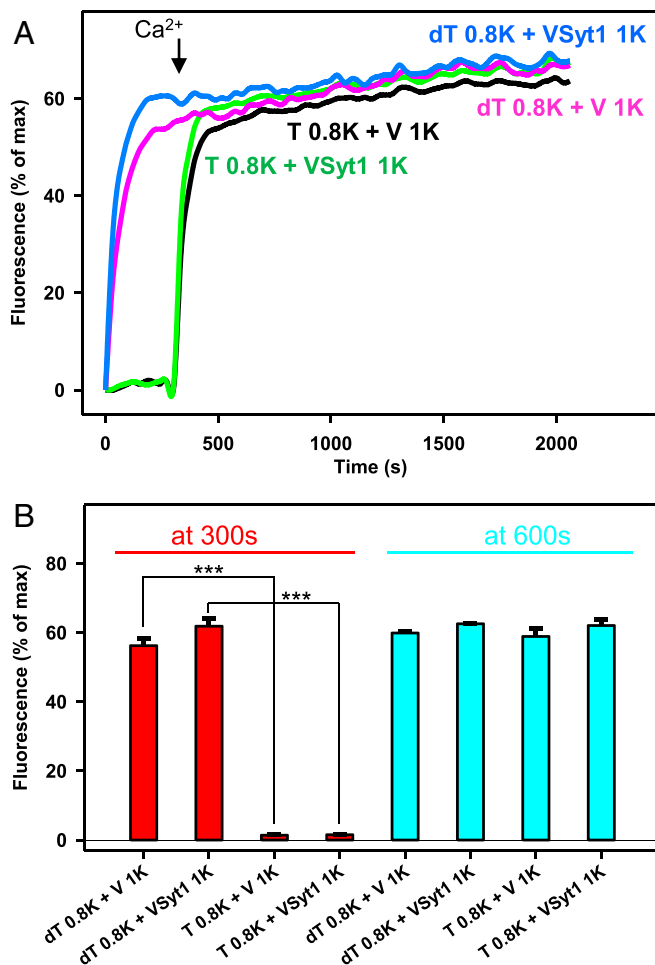 A
Ca²⁺
dT 0.8K + VSyt1 1K
dT 0.8K + V 1K
T 0.8K + V 1K
T 0.8K + VSyt1 1K
Fluorescence (% of max)
60
40
20
0
0 500 1000 1500 2000
Time (s)
B
at 300s at 600s
*** 
***
Fluorescence (% of max)
80
60
40
20
0
dT 0.8K + V 1K
dT 0.8K + VSyt1 1K
T 0.8K + V 1K
T 0.8K + VSyt1 1K
dT 0.8K + V 1K
dT 0.8K + VSyt1 1K
T 0.8K + V 1K
T 0.8K + VSyt1 1K